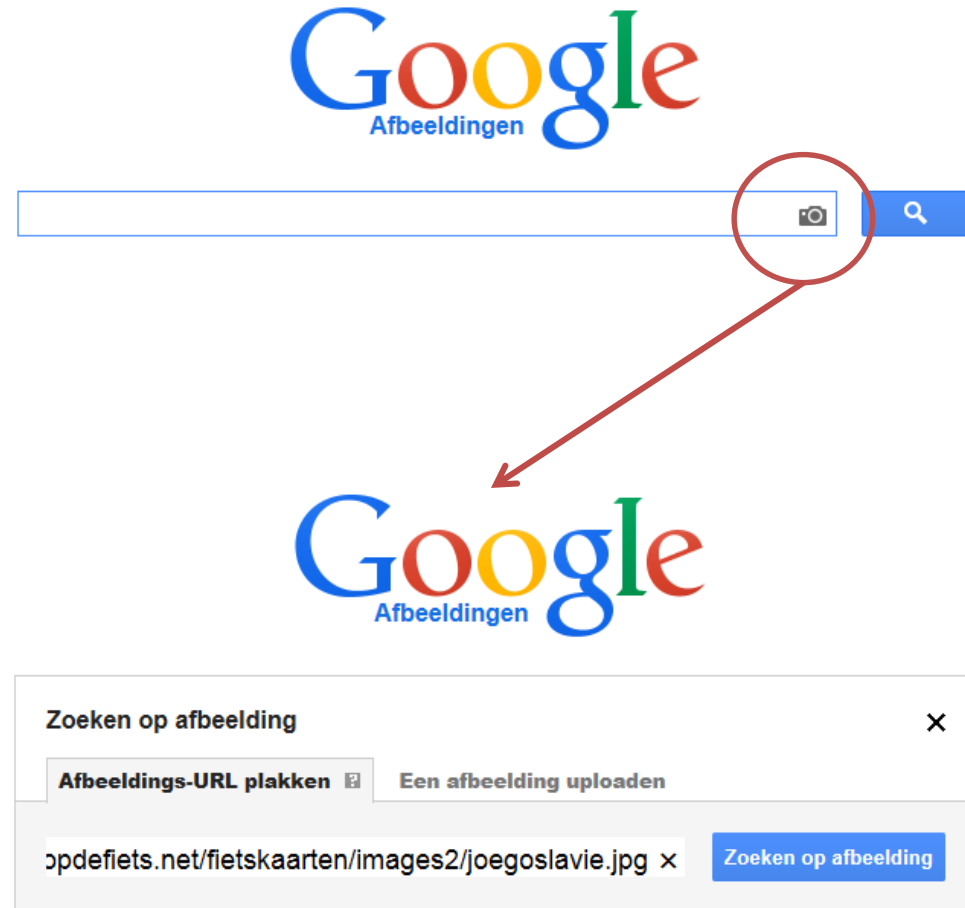 Google
Afbeeldingen
Google
Afbeeldingen
Zoeken op afbeelding ×
Afbeeldings-URL plakken ? Een afbeelding uploaden
opdefiets.net/fietskaarten/images2/joegoslavie.jpg × Zoeken op afbeelding